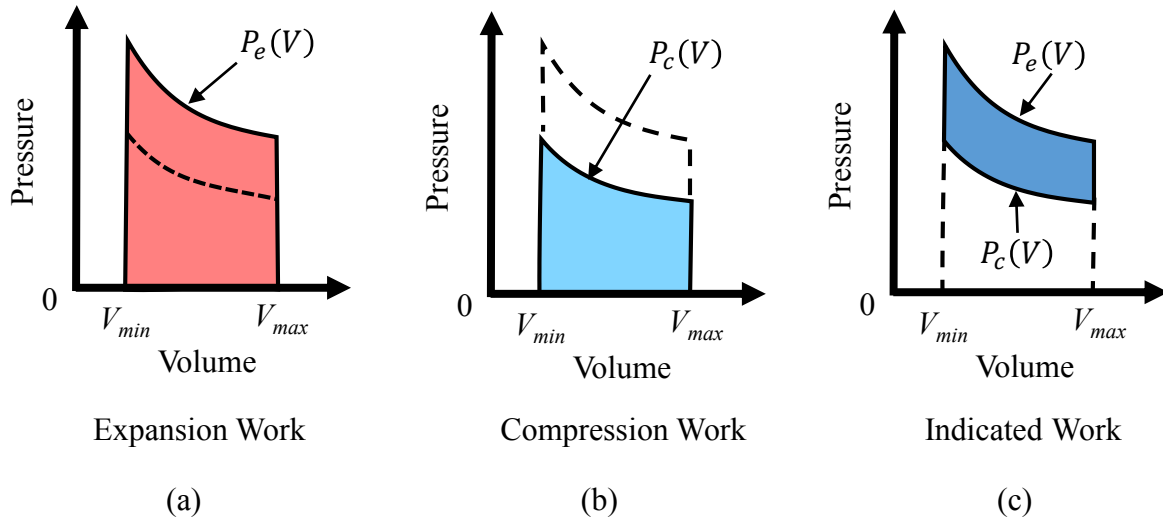 P_e(V)
Pressure
0
V_min
V_max
Volume
Expansion Work
(a)
P_c(V)
Pressure
0
V_min
V_max
Volume
Compression Work
(b)
P_e(V)
Pressure
P_c(V)
0
V_min
V_max
Volume
Indicated Work
(c)